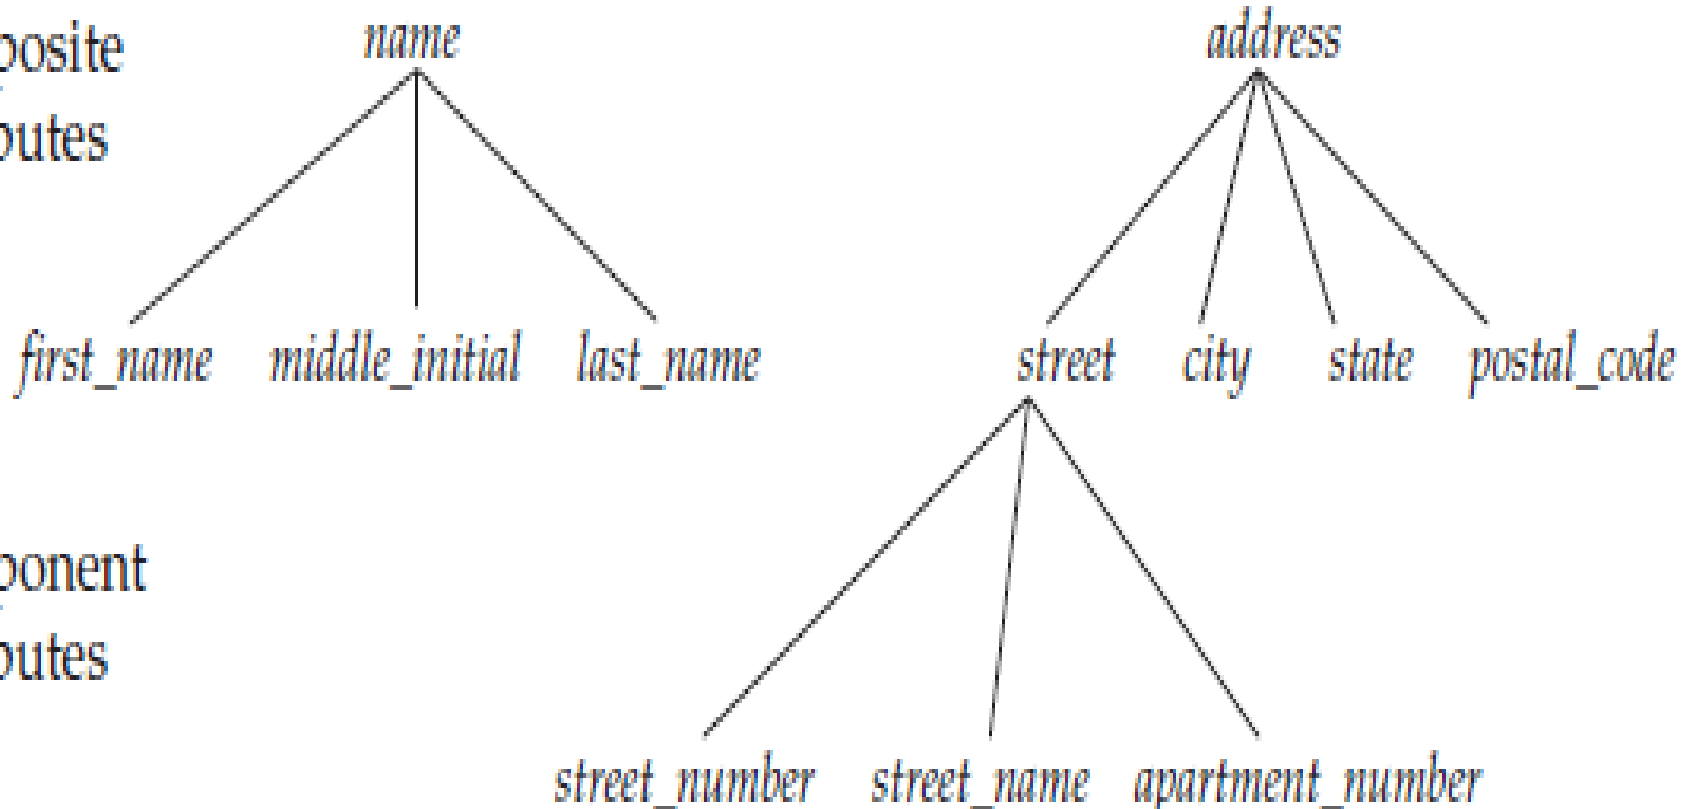 posite name address
butes
first_name middle_initial last_name street city state postal_code
ponent
butes
street_number street_name apartment_number